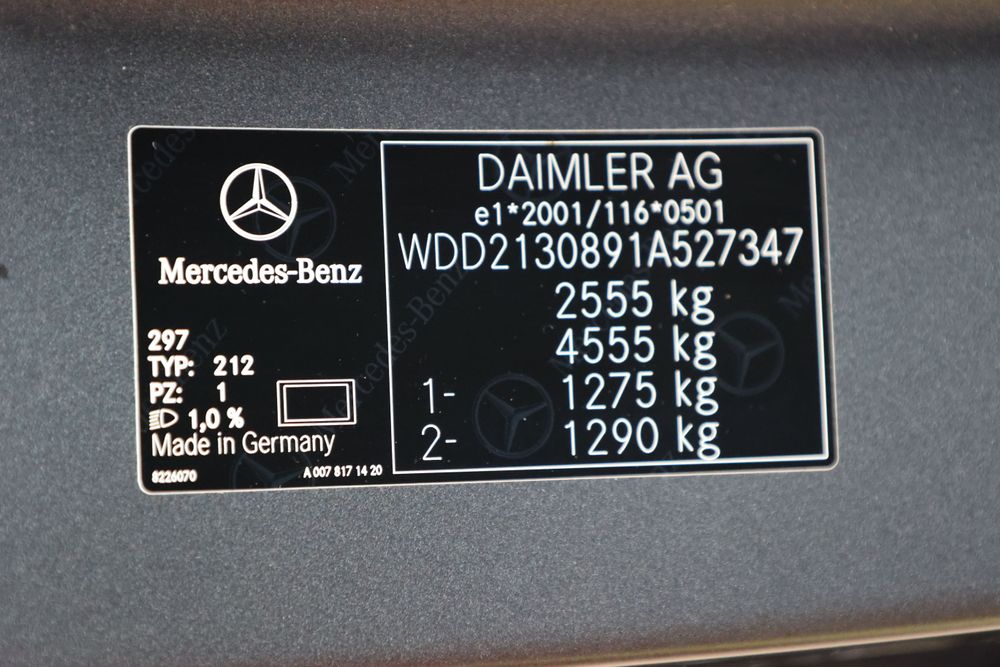 Mercedes-Benz
297
TYP: 212
PZ: 1
1,0 %
Made in Germany
8226070
A 007 817 14 20
DAIMLER AG
e1*2001/116*0501
WDD2130891A527347
2555 kg
4555 kg
1- 1275 kg
2- 1290 kg